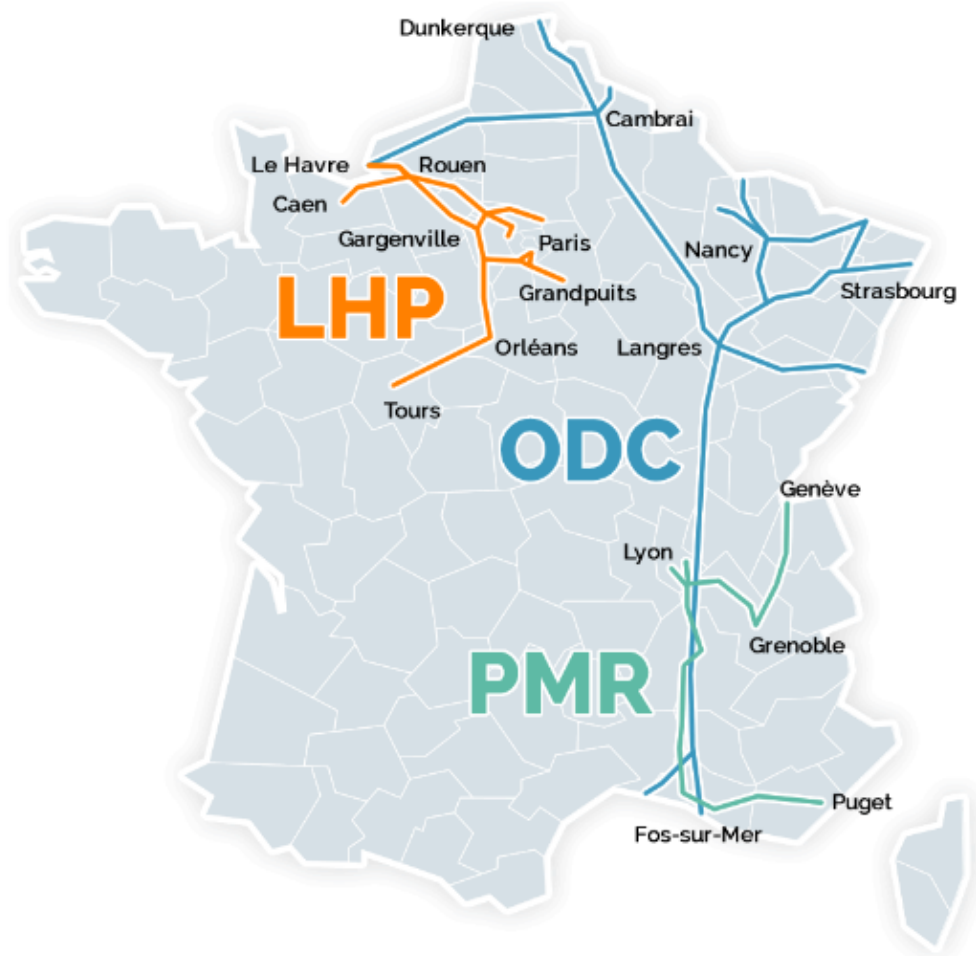 Dunkerque
Cambrai
Le Havre
Rouen
Caen
Gargenville
Paris
Nancy
Grandpuits
Strasbourg
LHP
Orléans
Langres
Tours
ODC
Genève
Lyon
Grenoble
PMR
Puget
Fos-sur-Mer